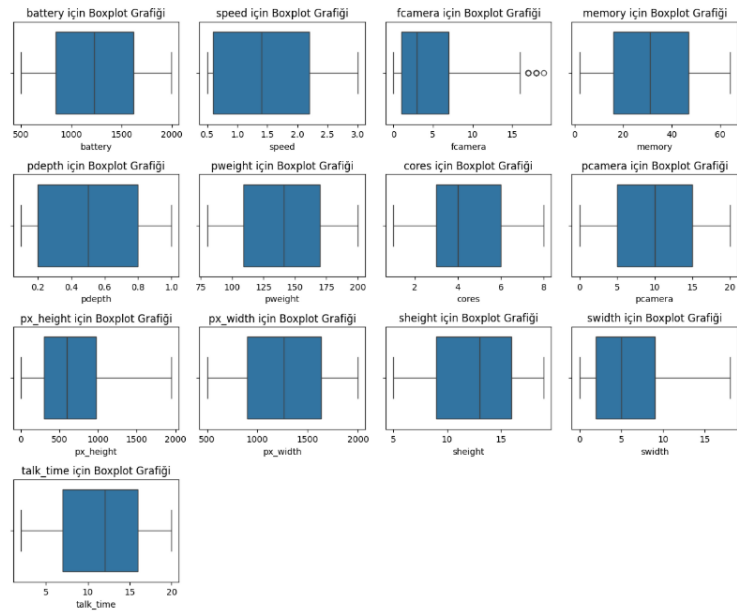 battery için Boxplot Grafiği
speed için Boxplot Grafiği
fcamera için Boxplot Grafiği
memory için Boxplot Grafiği
500 1000 1500 2000
0.5 1.0 1.5 2.0 2.5 3.0
0 5 10 15
0 20 40 60
battery
speed
fcamera
memory
pdepth için Boxplot Grafiği
pweight için Boxplot Grafiği
cores için Boxplot Grafiği
pcamera için Boxplot Grafiği
0.2 0.4 0.6 0.8 1.0
75 100 125 150 175 200
2 4 6 8
0 5 10 15 20
pdepth
pweight
cores
pcamera
px_height için Boxplot Grafiği
px_width için Boxplot Grafiği
sheight için Boxplot Grafiği
swidth için Boxplot Grafiği
0 500 1000 1500 2000
500 1000 1500 2000
5 10 15
0 5 10 15
px_height
px_width
sheight
swidth
talk_time için Boxplot Grafiği
5 10 15 20
talk_time